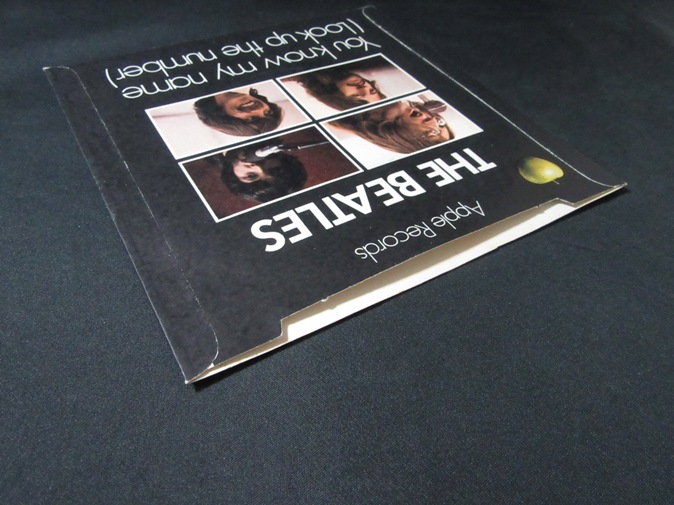 Apple Records
THE BEATLES
You know my name
(Look up the number)